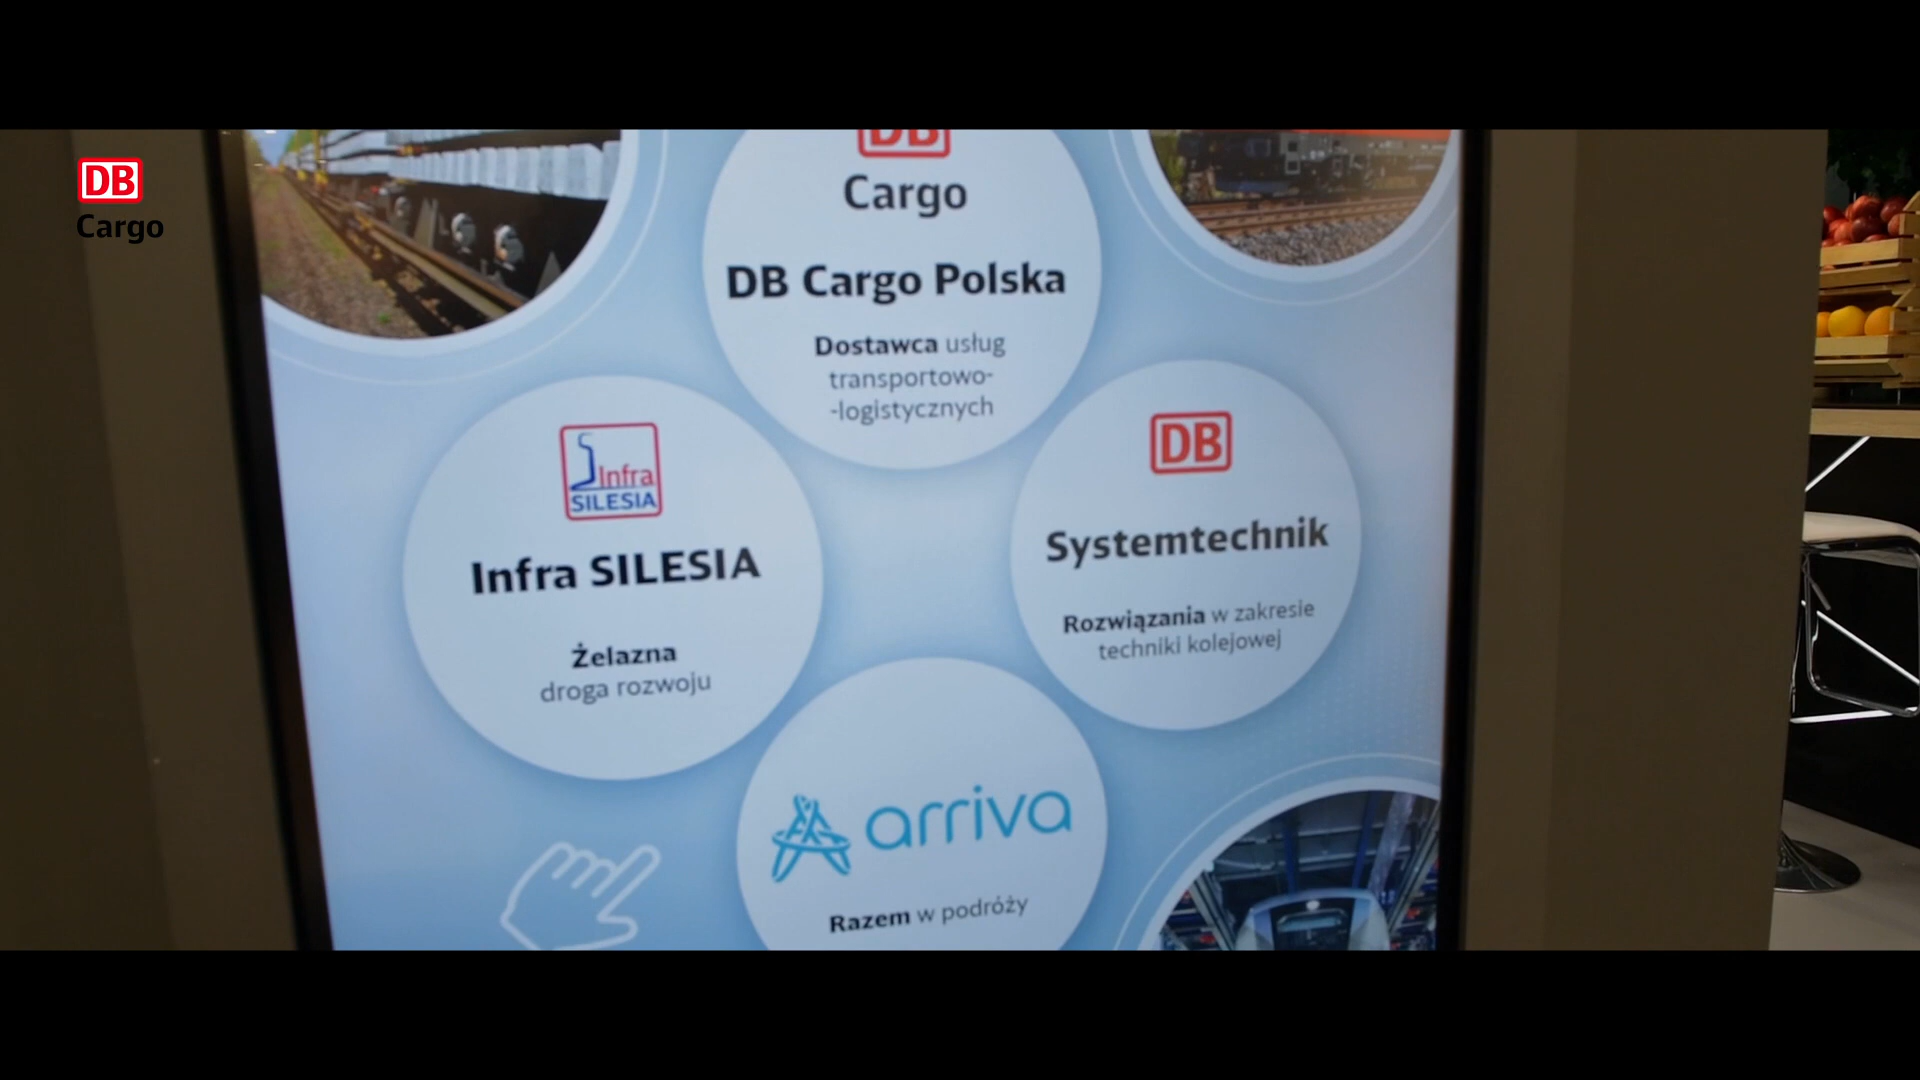 DB
Cargo
DB
Cargo
DB Cargo Polska
Dostawca usług
transportowo-
-logistycznych
Infra
SILESIA
Infra SILESIA
Żelazna
droga rozwoju
DB
Systemtechnik
Rozwiązania w zakresie
techniki kolejowej
arriva
Razem w podróży